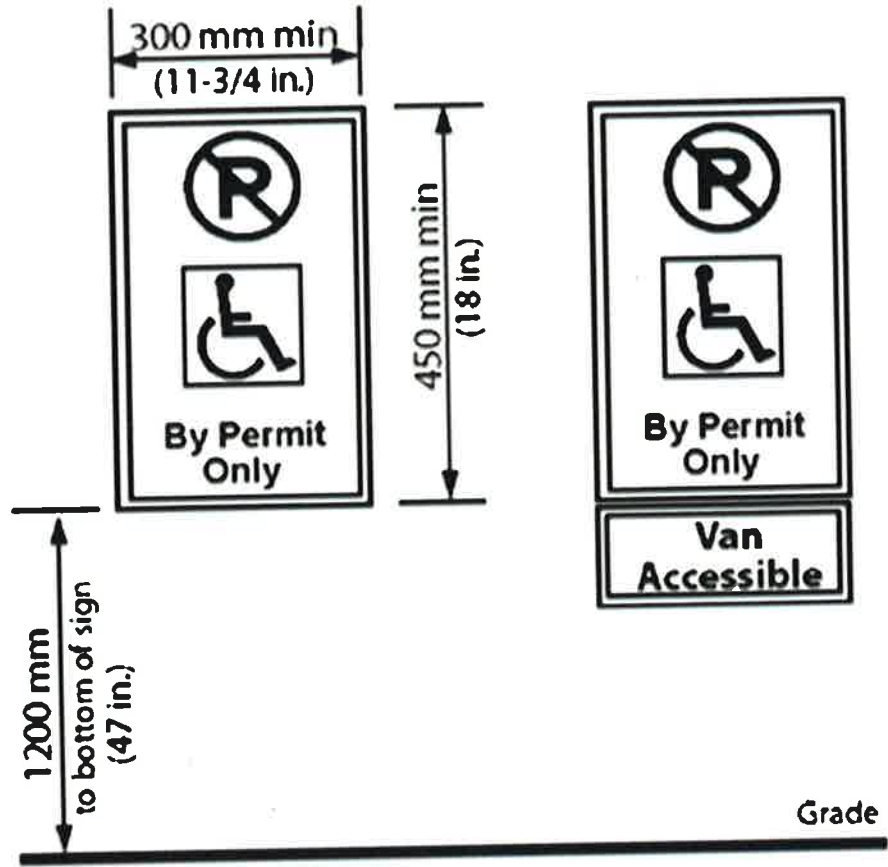 300 mm min
(11-3/4 in.)
P
By Permit
Only
450 mm min
(18 in.)
1200 mm
to bottom of sign
(47 in.)
P
By Permit
Only
Van
Accessible
Grade